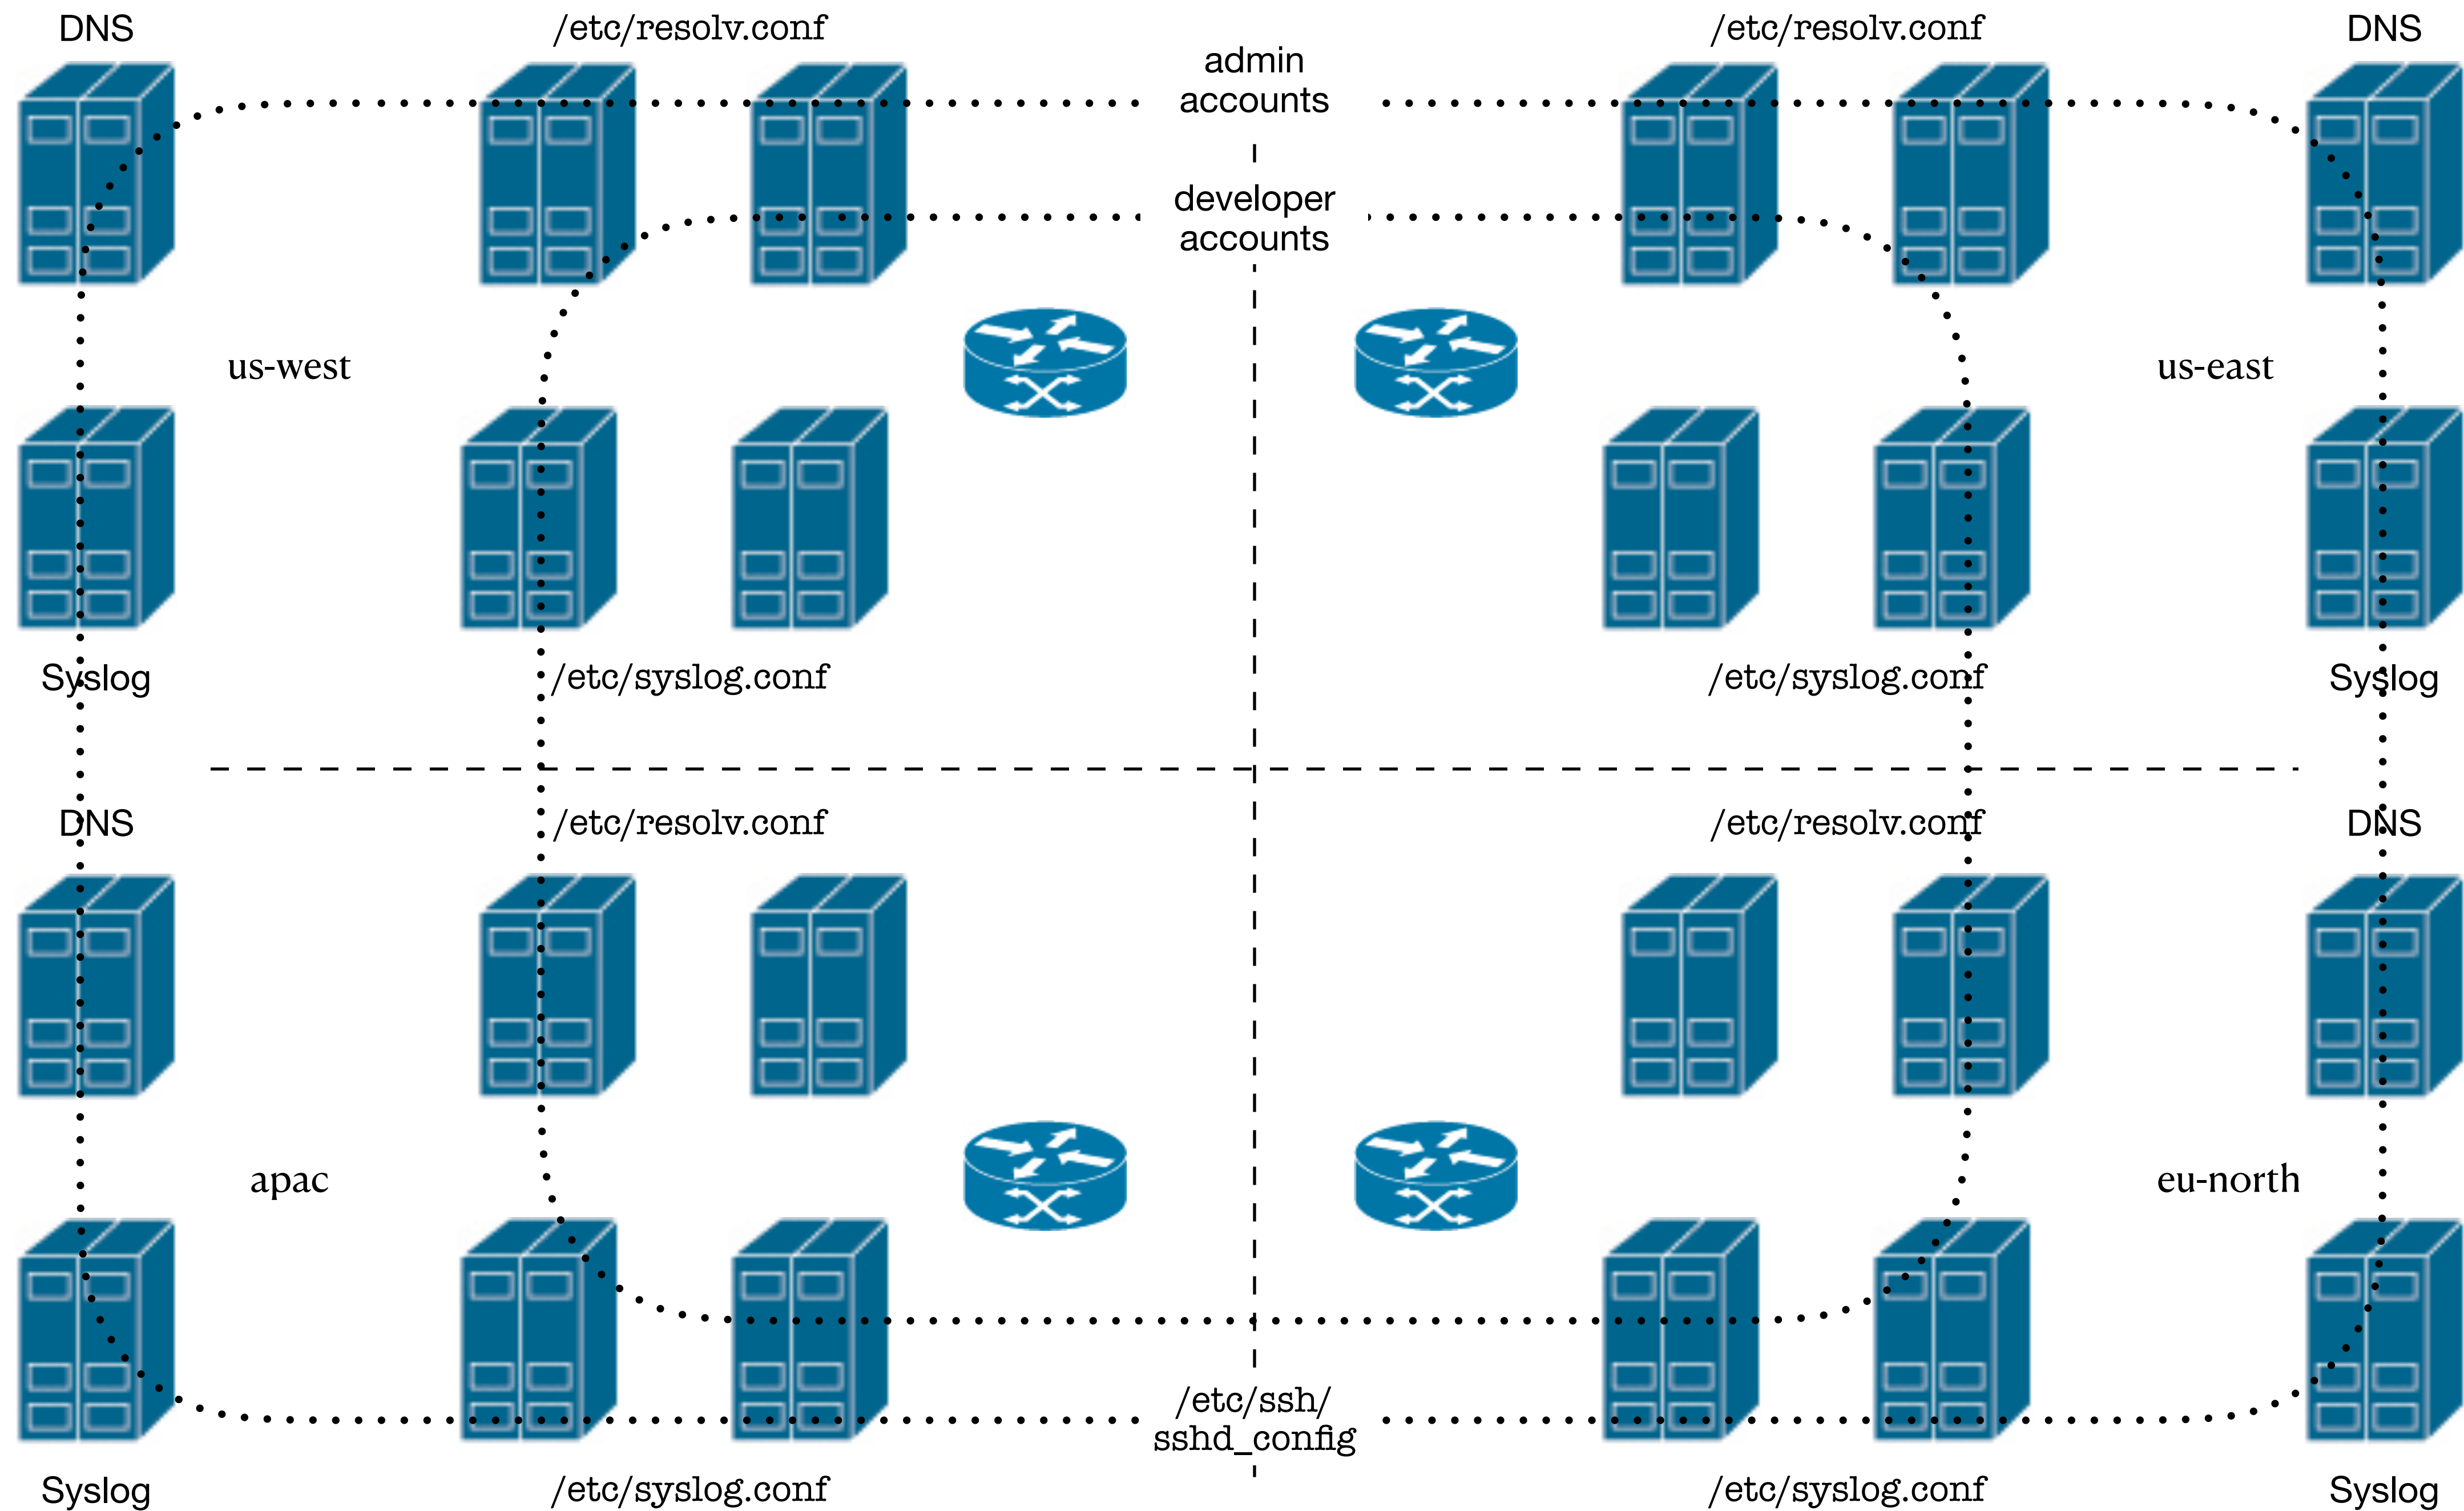 DNS
/etc/resolv.conf
admin
accounts
/etc/resolv.conf
DNS
developer
accounts
us-west
us-east
Syslog
/etc/syslog.conf
/etc/syslog.conf
Syslog
DNS
/etc/resolv.conf
/etc/resolv.conf
DNS
apac
eu-north
/etc/ssh/
sshd_config
Syslog
/etc/syslog.conf
/etc/syslog.conf
Syslog